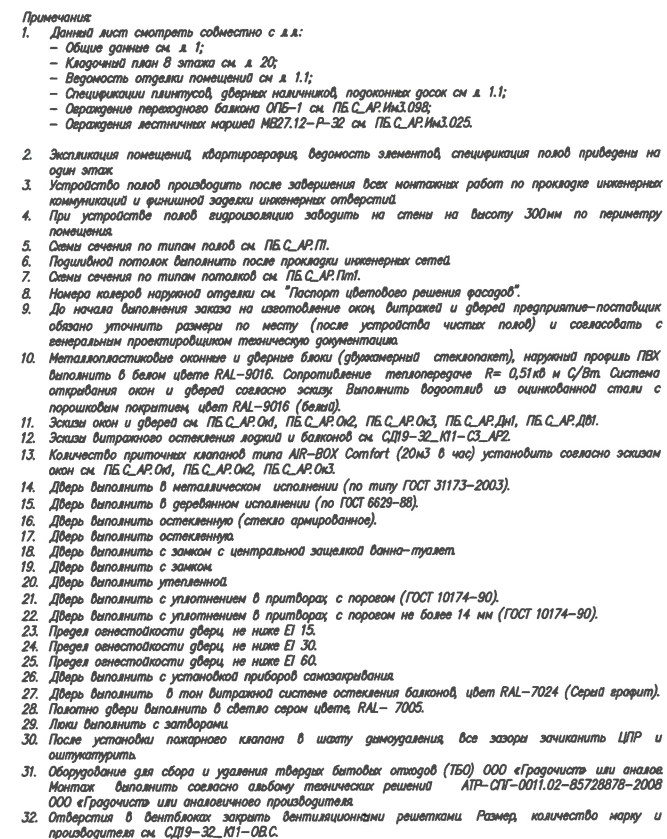 Примечания:
1. Данный лист смотреть совместно с л.л.:
– Общие данные см. л. 1;
– Кладочный план 8 этажа см. л. 20;
– Ведомость отделки помещений см л. 1.1;
– Спецификации плинтусов, дверных наличников, подоконных досок см л. 1.1;
– Ограждение переходного балкона ОПБ-1 см. ПБ.С_АР.Им3.098;
– Ограждения лестничных маршей МВ27.12-Р-Э2 см. ПБ.С_АР.Им3.025.
2. Экспликация помещений, квартирография, ведомость элементов, спецификация полов приведены на
один этаж.
3. Устройство полов производить после завершения всех монтажных работ по прокладке инженерных
коммуникаций и финишной заделки инженерных отверстий.
4. При устройстве полов гидроизоляцию заводить на стены на высоту 300мм по периметру
помещения.
5. Схемы сечения по типам полов см. ПБ.С_АР.П1.
6. Подшивной потолок выполнить после прокладки инженерных сетей.
7. Схемы сечения по типам потолков см. ПБ.С_АР.Пт1.
8. Номера колеров наружной отделки см. "Паспорт цветового решения фасадов".
9. До начала выполнения заказа на изготовление окон, витражей и дверей предприятие-поставщик
обязано уточнить размеры по месту (после устройства чистых полов) и согласовать с
генеральным проектировщиком техническую документацию.
10. Металлопластиковые оконные и дверные блоки (двухкамерный стеклопакет), наружный профиль ПВХ
выполнить в белом цвете RAL-9016. Сопротивление теплопередаче R= 0,51кв м С/Вт. Система
открывания окон и дверей согласно эскизу. Выполнить водоотлив из оцинкованной стали с
порошковым покрытием, цвет RAL-9016 (белый).
11. Эскизы окон и дверей см. ПБ.С_АР.Ок1, ПБ.С_АР.Ок2, ПБ.С_АР.Ок3, ПБ.С_АР.Дн1, ПБ.С_АР.ДВ1.
12. Эскизы витражного остекления лоджий и балконов см. СД19-32_К11-С3_АР2.
13. Количество приточных клапанов типа AIR-BOX Comfort (20м3 в час) установить согласно эскизам
окон см. ПБ.С_АР.Ок1, ПБ.С_АР.Ок2, ПБ.С_АР.Ок3.
14. Дверь выполнить в металлическом исполнении (по типу ГОСТ 31173-2003).
15. Дверь выполнить в деревянном исполнении (по ГОСТ 6629-88).
16. Дверь выполнить остекленную (стекло армированное).
17. Дверь выполнить остекленную.
18. Дверь выполнить с замком с центральной защелкой ванна-туалет.
19. Дверь выполнить с замком.
20. Дверь выполнить утепленной.
21. Дверь выполнить с уплотнением в притворах, с порогом (ГОСТ 10174-90).
22. Дверь выполнить с уплотнением в притворах, с порогом не более 14 мм (ГОСТ 10174-90).
23. Предел огнестойкости двери, не ниже EI 15.
24. Предел огнестойкости двери, не ниже EI 30.
25. Предел огнестойкости двери, не ниже EI 60.
26. Дверь выполнить с установкой приборов самозакрывания.
27. Дверь выполнить в тон витражной системе остекления балконов, цвет RAL-7024 (Серый графит).
28. Полотно двери выполнить в светло сером цвете, RAL- 7005.
29. Люки выполнить с затворами.
30. После установки пожарного клапана в шахту дымоудаления, все зазоры зачиканить ЦПР и
оштукатурить.
31. Оборудование для сбора и удаления твердых бытовых отходов (ТБО) ООО «Градочист» или аналог.
Монтаж выполнить согласно альбому технических решений АТР-СПГ-0011.02-85728878-2008
ООО «Градочист» или аналогичного производителя.
32. Отверстия в вентблоках закрыть вентиляционными решетками. Размер, количество марку и
производителя см. СД19-32_К11-ОВ.С.